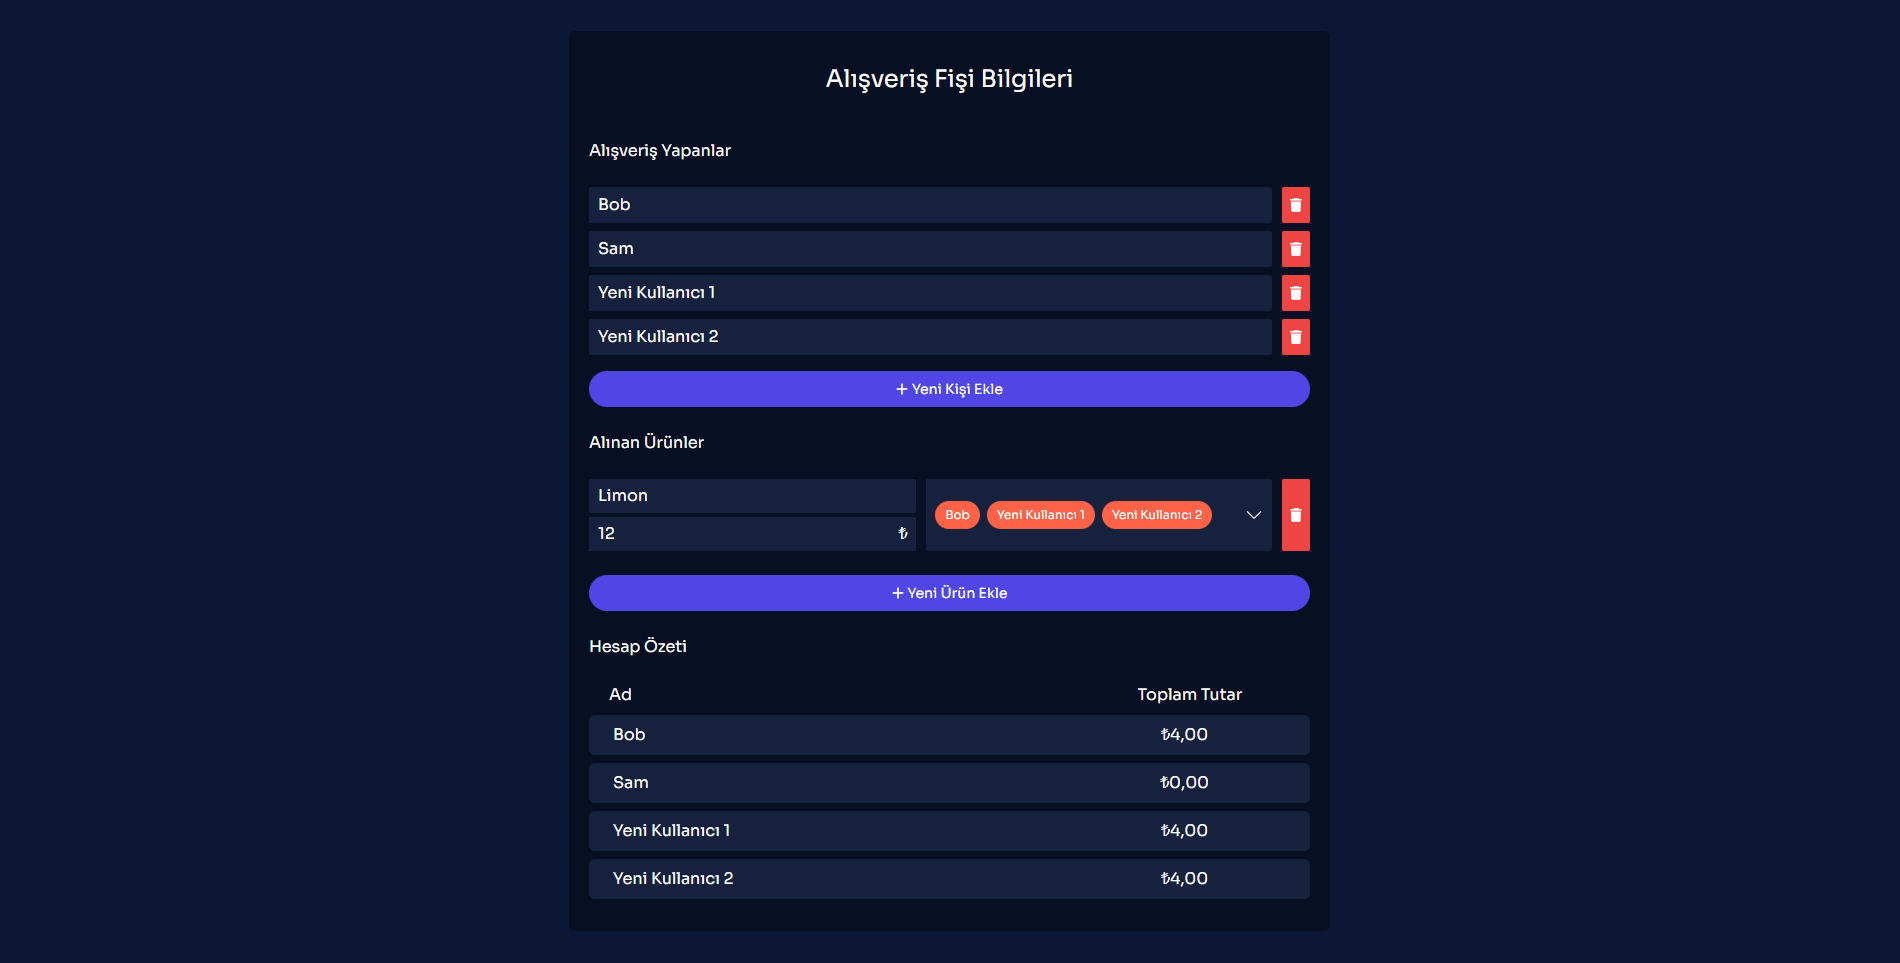 Alışveriş Fişi Bilgileri
Alışveriş Yapanlar
Bob
Sam
Yeni Kullanıcı 1
Yeni Kullanıcı 2
+ Yeni Kişi Ekle
Alınan Ürünler
Limon
12 ₺
Bob Yeni Kullanıcı 1 Yeni Kullanıcı 2
+ Yeni Ürün Ekle
Hesap Özeti
Ad Toplam Tutar
Bob ₺4,00
Sam ₺0,00
Yeni Kullanıcı 1 ₺4,00
Yeni Kullanıcı 2 ₺4,00